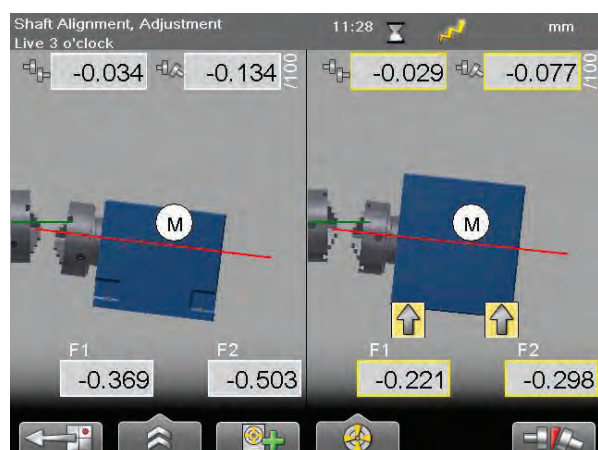 Shaft Alignment, Adjustment 11:28 mm
Live 3 o'clock
-0.034 -0.134 /100 -0.029 -0.077 /100
M M
F1 F2 F1 F2
-0.369 -0.503 -0.221 -0.298